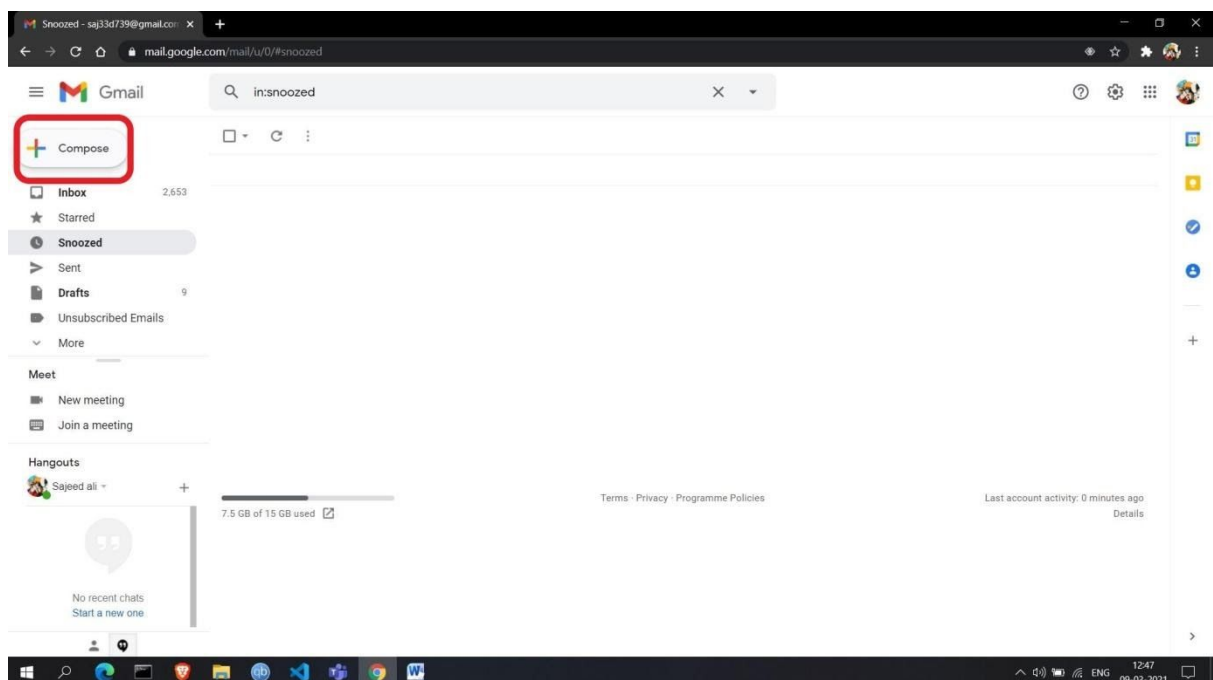 Snoozed - saj33d739@gmail.com
mail.google.com/mail/u/0/#snoozed
Gmail
in:snoozed
Compose
Inbox 2,653
Starred
Snoozed
Sent
Drafts 9
Unsubscribed Emails
More
Meet
New meeting
Join a meeting
Hangouts
Sajeed ali
No recent chats
Start a new one
7.5 GB of 15 GB used
Terms · Privacy · Programme Policies
Last account activity: 0 minutes ago
Details
ENG
12:47